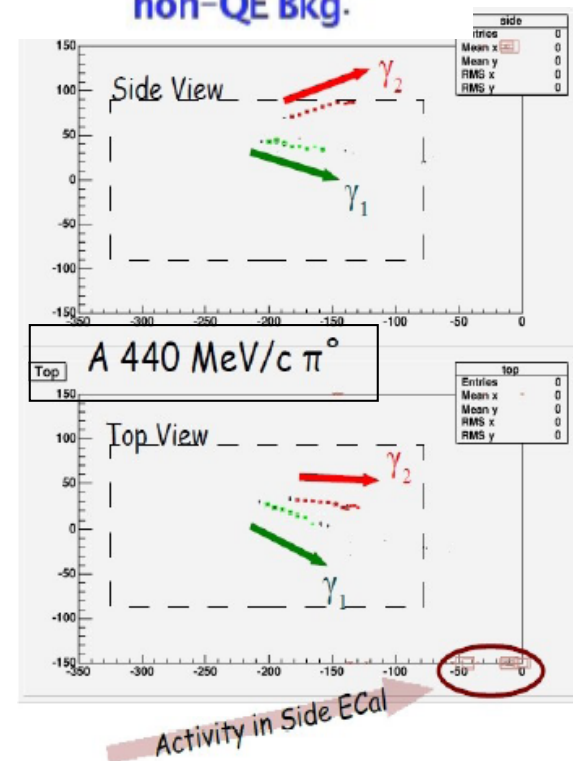 non-QE Bkg.
side
Entries 0
Mean x 0
Mean y 0
RMS x 0
RMS y 0
150
100
50
0
-50
-100
-150
Side View
γ2
γ1
-350 -300 -250 -200 -150 -100 -50 0
A 440 MeV/c π°
Top
top
Entries 0
Mean x 0
Mean y 0
RMS x 0
RMS y 0
150
100
50
0
-50
-100
-150
Top View
γ2
γ1
-350 -300 -250 -200 -150 -100 -50 0
Activity in Side ECal